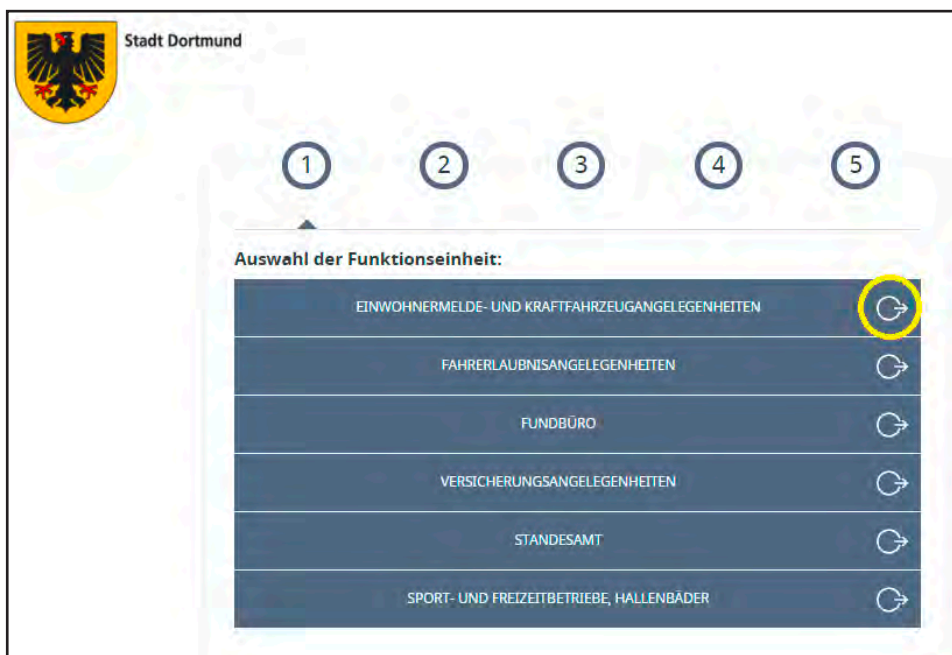 Stadt Dortmund
1 2 3 4 5
Auswahl der Funktionseinheit:
EINWOHNERMELDE- UND KRAFTFAHRZEUGANGELEGENHEITEN
FAHRERLAUBNISANGELEGENHEITEN
FUNDBÜRO
VERSICHERUNGSANGELEGENHEITEN
STANDESAMT
SPORT- UND FREIZEITBETRIEBE, HALLENBÄDER